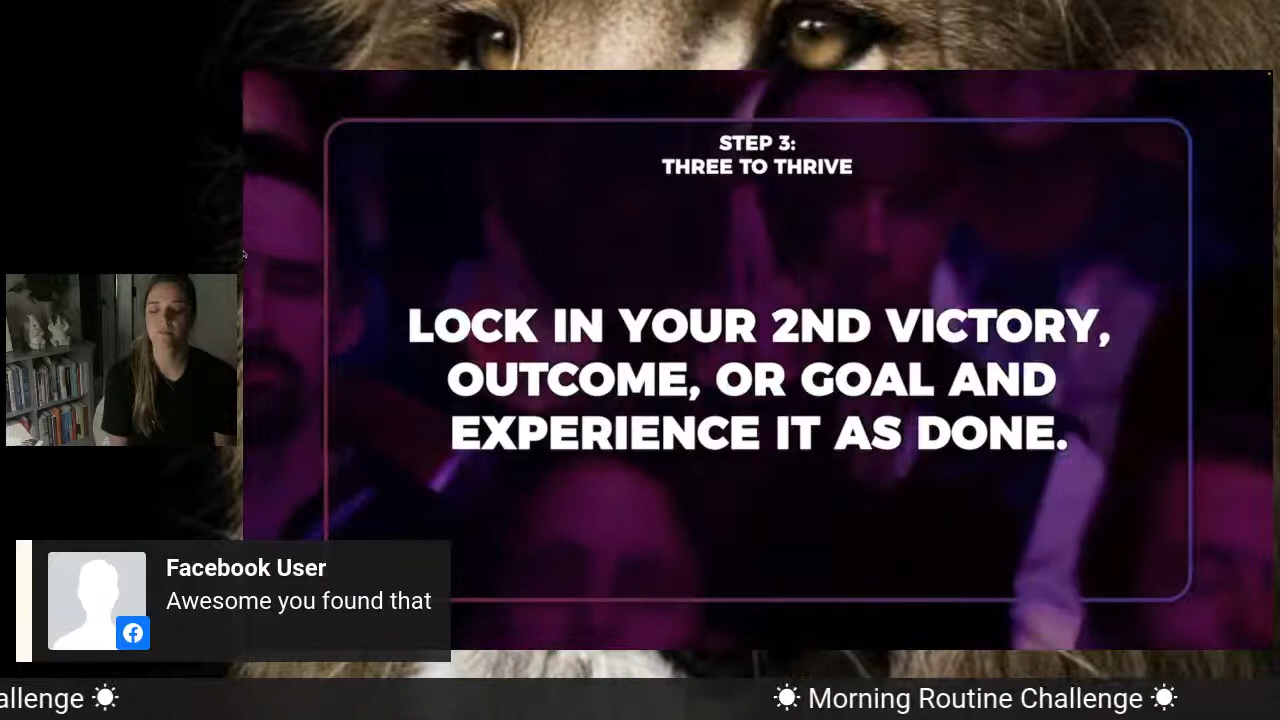 STEP 3:
THREE TO THRIVE
LOCK IN YOUR 2ND VICTORY,
OUTCOME, OR GOAL AND
EXPERIENCE IT AS DONE.
Facebook User
Awesome you found that
allenge ☀ ☀ Morning Routine Challenge ☀